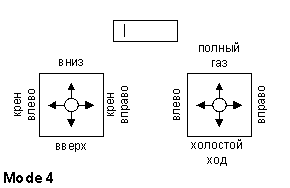 полный
газ
вниз
крен
влево
крен
вправо
влево
вправо
вверх
холостой
ход
Mode 4